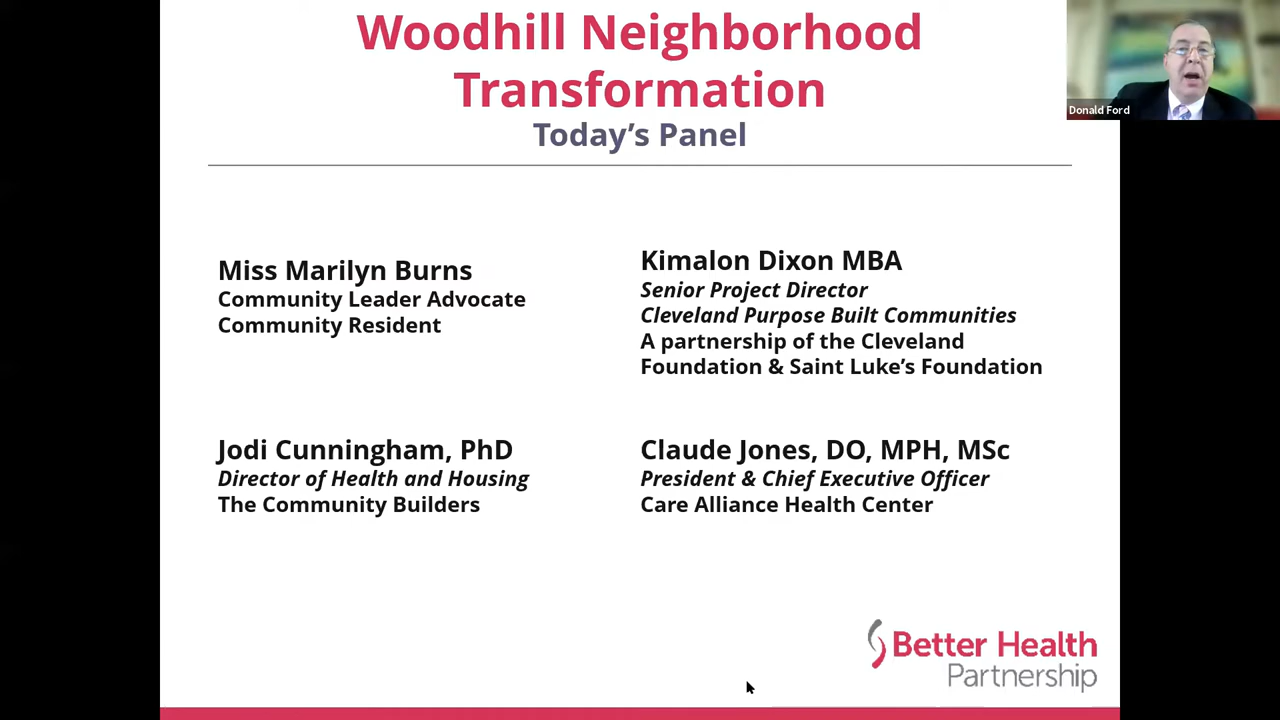 Woodhill Neighborhood
Transformation
Today's Panel
Donald Ford
Miss Marilyn Burns
Community Leader Advocate
Community Resident
Kimalon Dixon MBA
Senior Project Director
Cleveland Purpose Built Communities
A partnership of the Cleveland
Foundation & Saint Luke's Foundation
Jodi Cunningham, PhD
Director of Health and Housing
The Community Builders
Claude Jones, DO, MPH, MSc
President & Chief Executive Officer
Care Alliance Health Center
Better Health
Partnership